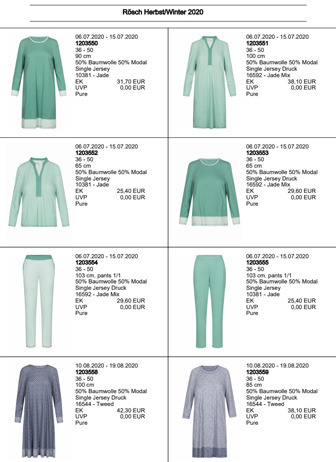 Rösch Herbst/Winter 2020
06.07.2020 - 15.07.2020
1203550
36 - 50
90 cm
50% Baumwolle 50% Modal
Single Jersey
10381 - Jade
EK 31,70 EUR
UVP 0,00 EUR
Pure
06.07.2020 - 15.07.2020
1203551
36 - 50
100 cm
50% Baumwolle 50% Modal
Single Jersey Druck
16592 - Jade Mix
EK 38,10 EUR
UVP 0,00 EUR
Pure
06.07.2020 - 15.07.2020
1203552
36 - 50
65 cm
50% Baumwolle 50% Modal
Single Jersey
10381 - Jade
EK 25,40 EUR
UVP 0,00 EUR
Pure
06.07.2020 - 15.07.2020
1203553
36 - 50
65 cm
50% Baumwolle 50% Modal
Single Jersey Druck
16592 - Jade Mix
EK 29,60 EUR
UVP 0,00 EUR
Pure
06.07.2020 - 15.07.2020
1203554
36 - 50
103 cm, pants 1/1
50% Baumwolle 50% Modal
Single Jersey Druck
16592 - Jade Mix
EK 29,60 EUR
UVP 0,00 EUR
Pure
06.07.2020 - 15.07.2020
1203555
36 - 50
103 cm, pants 1/1
50% Baumwolle 50% Modal
Single Jersey
10381 - Jade
EK 25,40 EUR
UVP 0,00 EUR
Pure
10.08.2020 - 19.08.2020
1203558
36 - 50
100 cm
50% Baumwolle 50% Modal
Single Jersey Druck
16544 - Tweed
EK 42,30 EUR
UVP 0,00 EUR
Pure
10.08.2020 - 19.08.2020
1203559
36 - 50
85 cm
50% Baumwolle 50% Modal
Single Jersey Druck
16544 - Tweed
EK 38,10 EUR
UVP 0,00 EUR
Pure